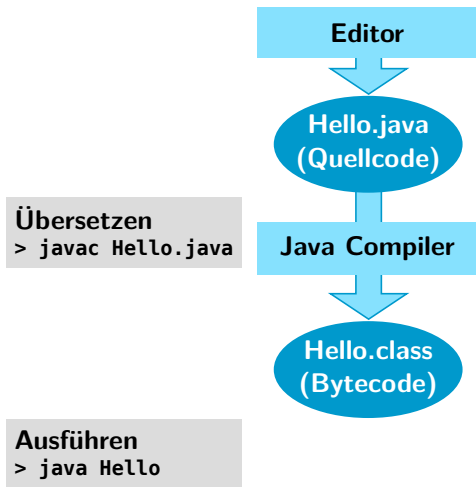 Editor
Hello.java
(Quellcode)
Übersetzen
> javac Hello.java
Java Compiler
Hello.class
(Bytecode)
Ausführen
> java Hello